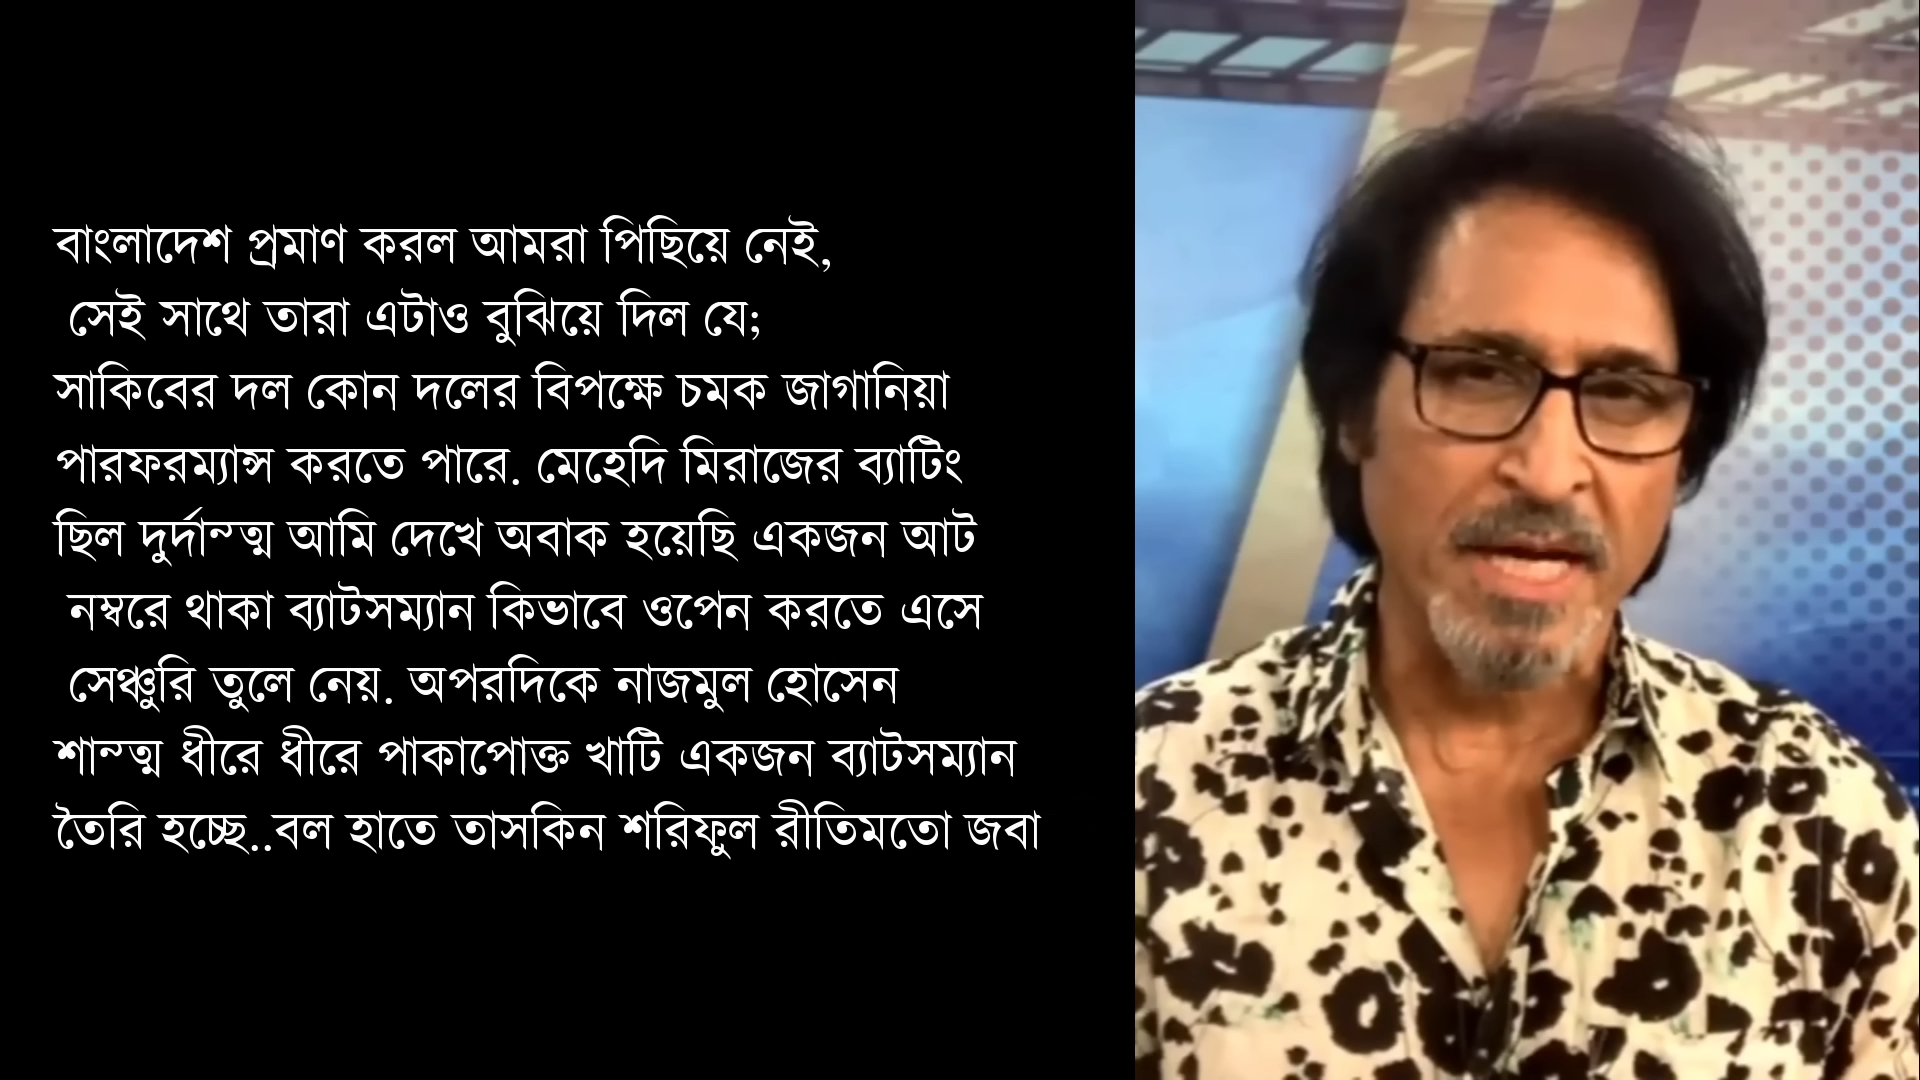 বাংলাদেশ প্রমাণ করল আমরা পিছিয়ে নেই,
সেই সাথে তারা এটাও বুঝিয়ে দিল যে;
সাকিবের দল কোন দলের বিপক্ষে চমক জাগানিয়া
পারফরম্যান্স করতে পারে. মেহেদি মিরাজের ব্যাটিং
ছিল দুর্দান্ত্ম আমি দেখে অবাক হয়েছি একজন আট
নম্বরে থাকা ব্যাটসম্যান কিভাবে ওপেন করতে এসে
সেঞ্চুরি তুলে নেয়. অপরদিকে নাজমুল হোসেন
শান্ত্ম ধীরে ধীরে পাকাপোক্ত খাটি একজন ব্যাটসম্যান
তৈরি হচ্ছে..বল হাতে তাসকিন শরিফুল রীতিমতো জবা